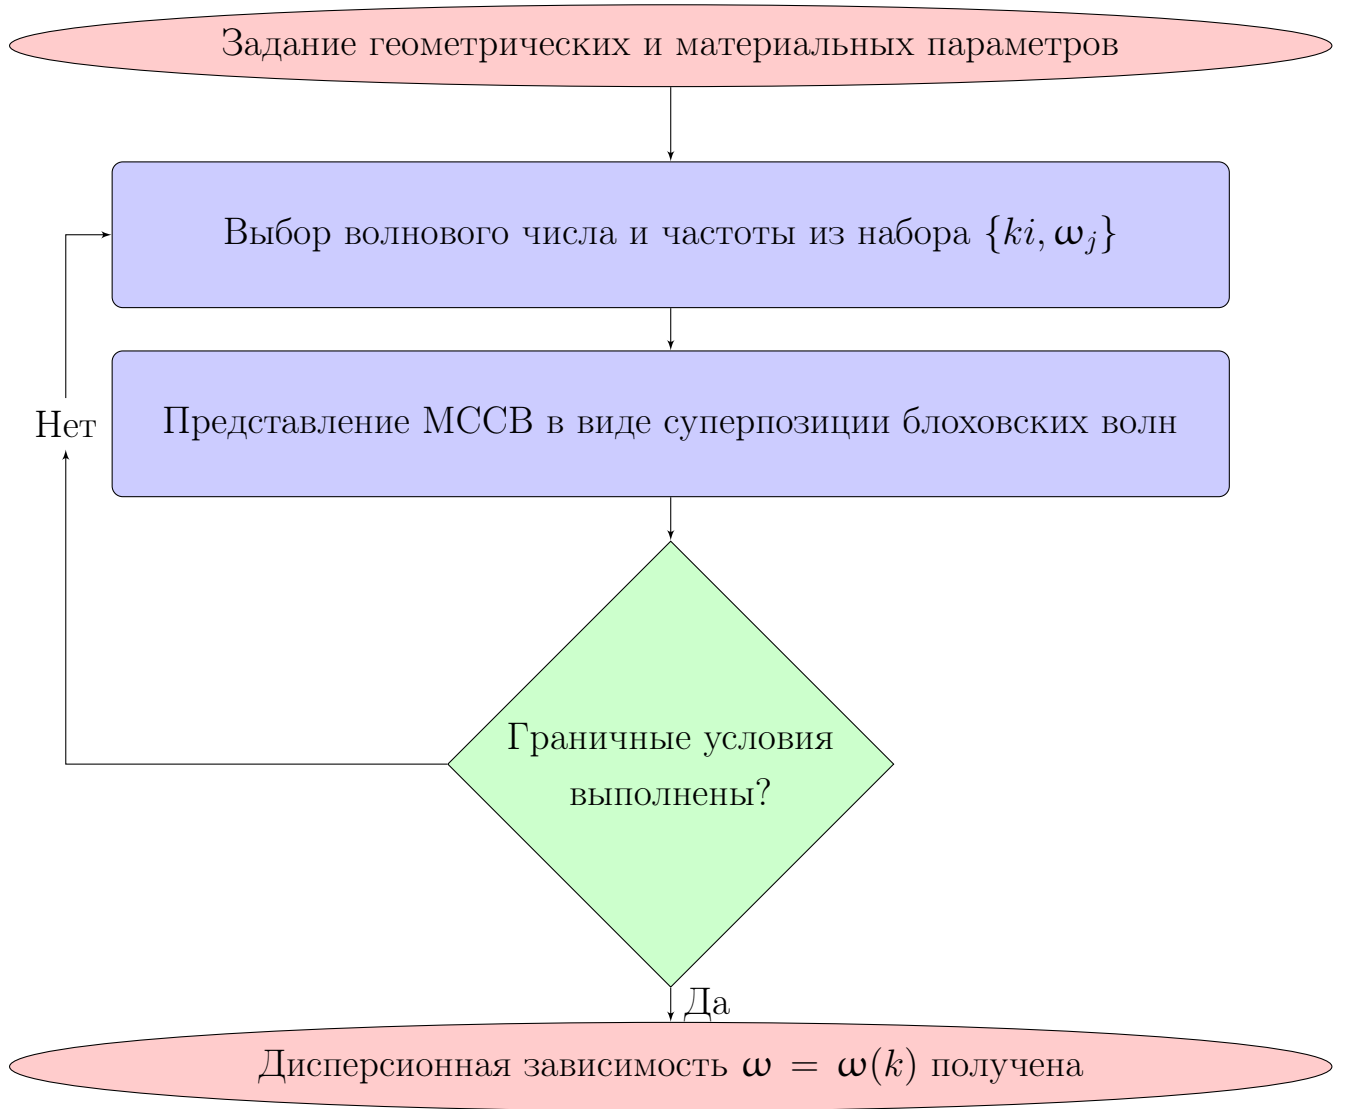 Задание геометрических и материальных параметров
Выбор волнового числа и частоты из набора {ki, ω_j}
Нет
Представление МССВ в виде суперпозиции блоховских волн
Граничные условия
выполнены?
Да
Дисперсионная зависимость ω = ω(k) получена